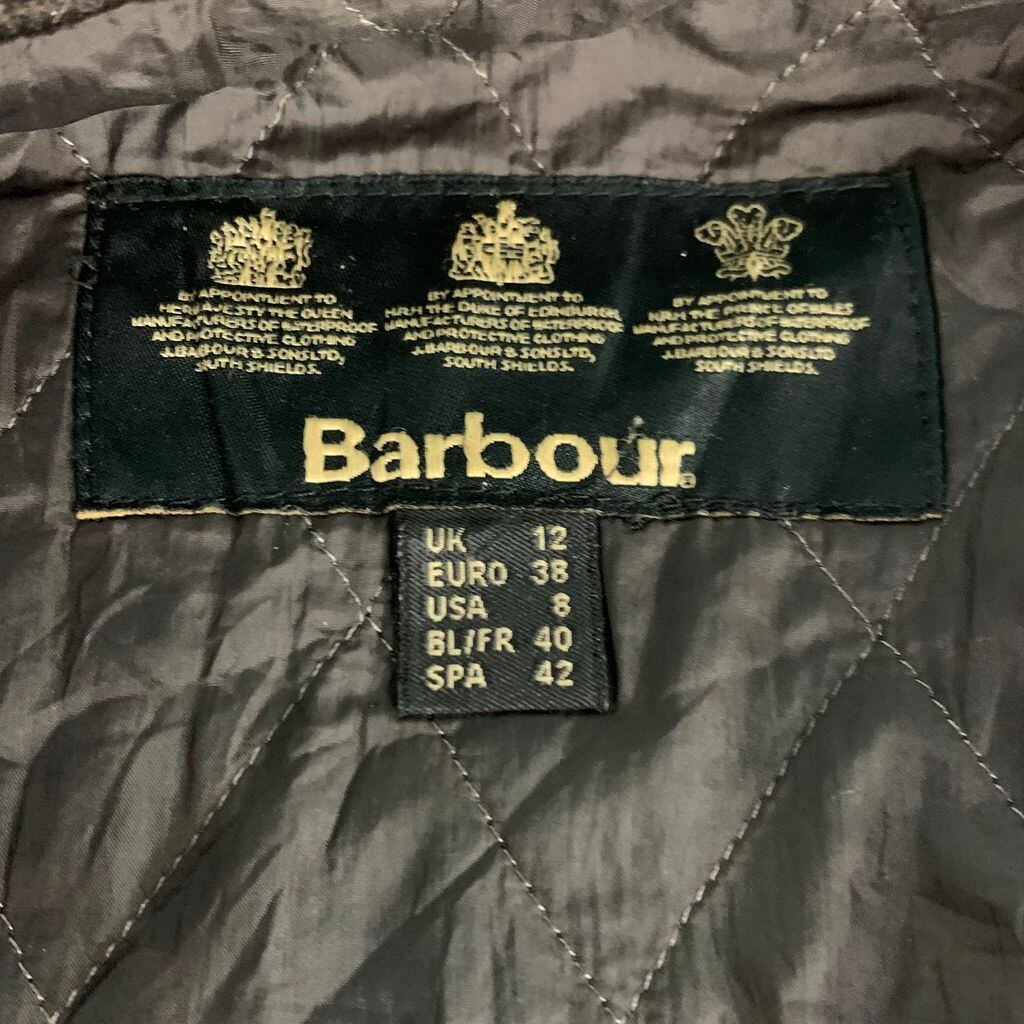 BY APPOINTMENT TO
HER MAJESTY THE QUEEN
MANUFACTURERS OF WATERPROOF
AND PROTECTIVE CLOTHING
J.BARBOUR & SONS LTD,
SOUTH SHIELDS.
BY APPOINTMENT TO
H.R.H. THE DUKE OF EDINBURGH
MANUFACTURERS OF WATERPROOF
AND PROTECTIVE CLOTHING
J.BARBOUR & SONS LTD,
SOUTH SHIELDS.
BY APPOINTMENT TO
H.R.H. THE PRINCE OF WALES
MANUFACTURERS OF WATERPROOF
AND PROTECTIVE CLOTHING
J.BARBOUR & SONS LTD,
SOUTH SHIELDS.
Barbour®
UK 12
EURO 38
USA 8
BL/FR 40
SPA 42